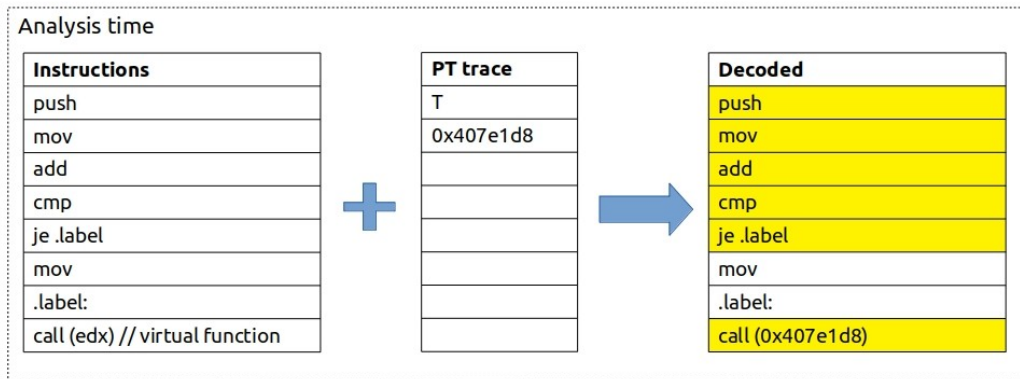 Analysis time
Instructions
push
mov
add
cmp
je .label
mov
.label:
call (edx) // virtual function
PT trace
T
0x407e1d8
Decoded
push
mov
add
cmp
je .label
mov
.label:
call (0x407e1d8)